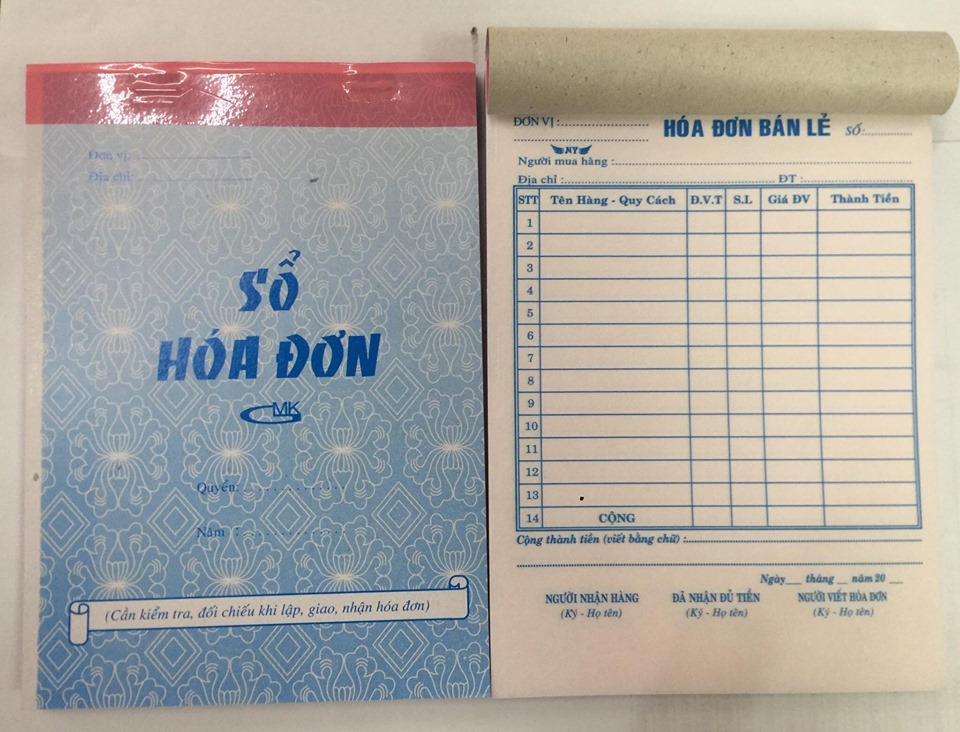 Đơn vị:
Địa chỉ:
SỔ
HÓA ĐƠN
MK
Quyển:
Năm :
(Cần kiểm tra, đối chiếu khi lập, giao, nhận hóa đơn)
ĐƠN VỊ :
HÓA ĐƠN BÁN LẺ SỐ:
NY
Người mua hàng :
Địa chỉ : ĐT :
STT Tên Hàng - Quy Cách Đ.V.T S.L Giá ĐV Thành Tiền
1
2
3
4
5
6
7
8
9
10
11
12
13
14 CỘNG
Cộng thành tiền (viết bằng chữ) :
Ngày___ tháng __ năm 20 __
NGƯỜI NHẬN HÀNG ĐÃ NHẬN ĐỦ TIỀN NGƯỜI VIẾT HÓA ĐƠN
(Ký - Họ tên) (Ký - Họ tên) (Ký - Họ tên)